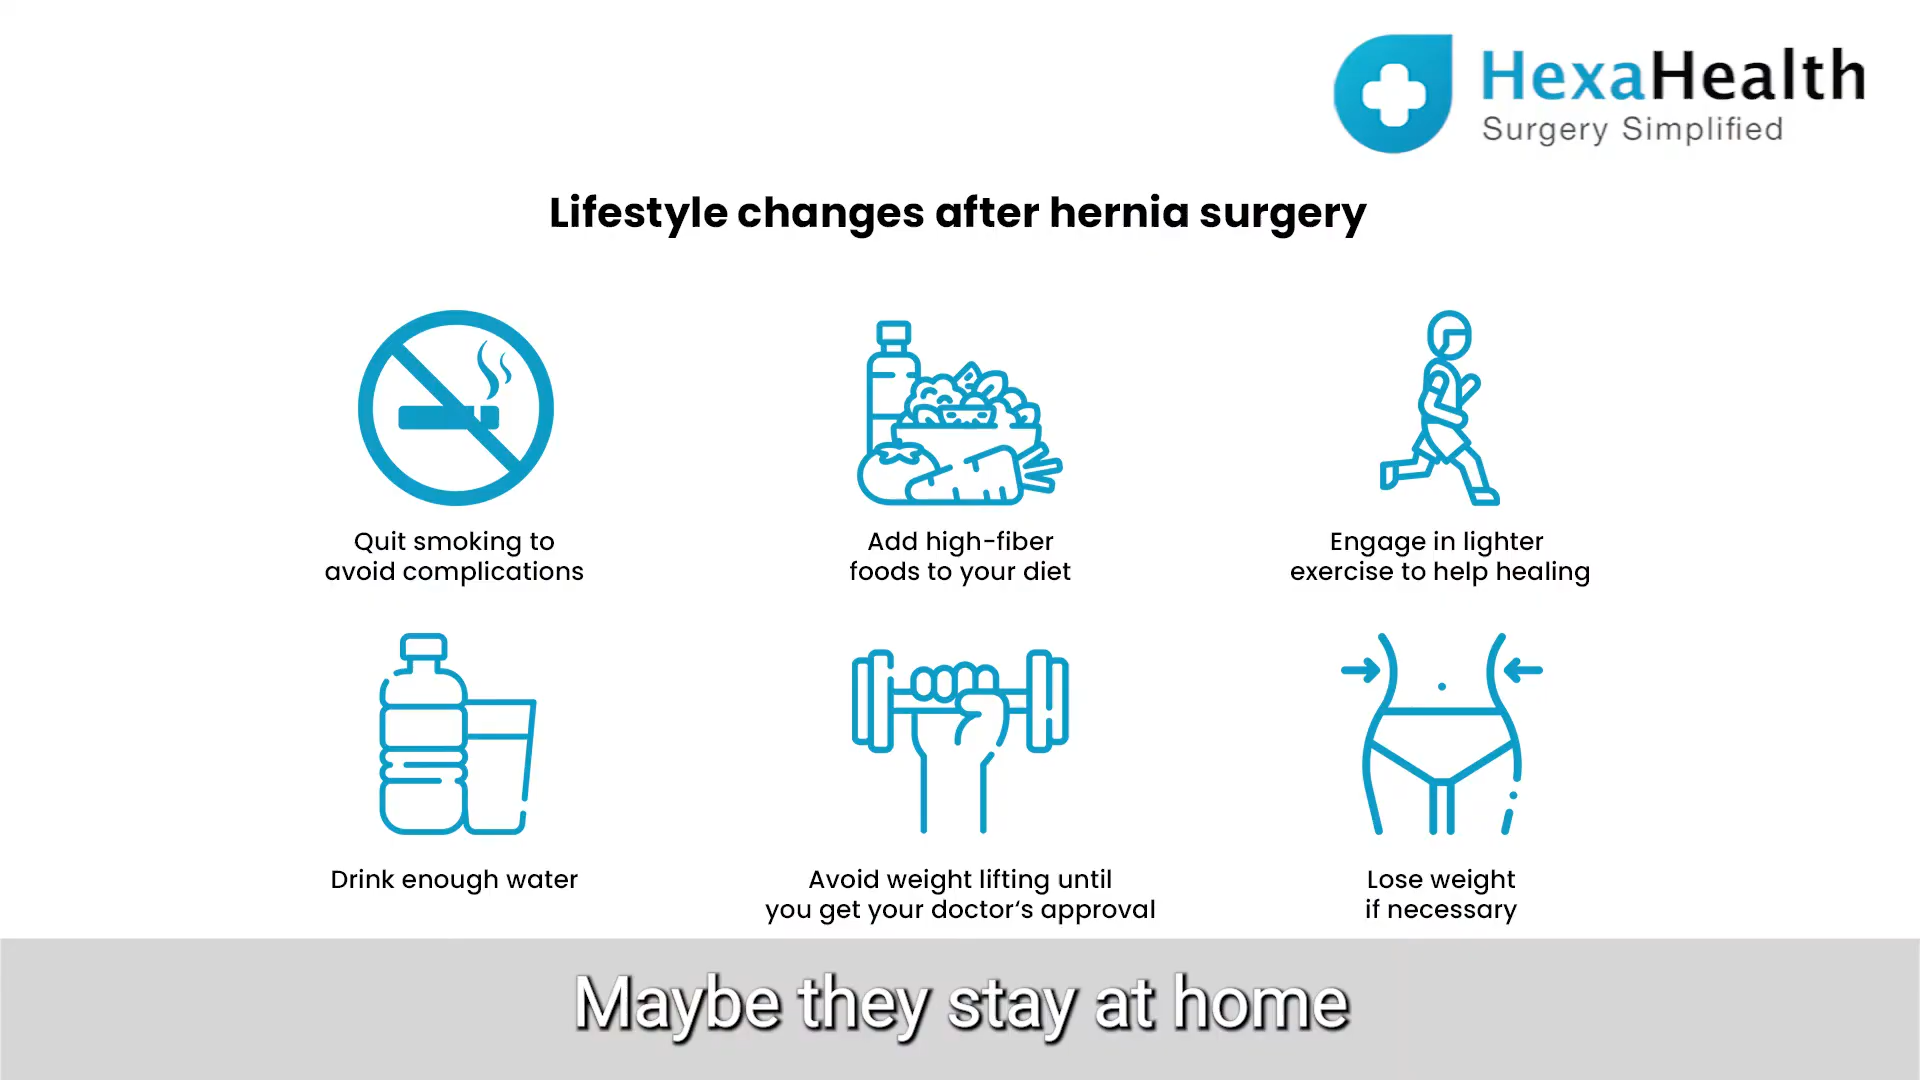 HexaHealth
Surgery Simplified
Lifestyle changes after hernia surgery
Quit smoking to
avoid complications
Add high-fiber
foods to your diet
Engage in lighter
exercise to help healing
Drink enough water
Avoid weight lifting until
you get your doctor‘s approval
Lose weight
if necessary
Maybe they stay at home